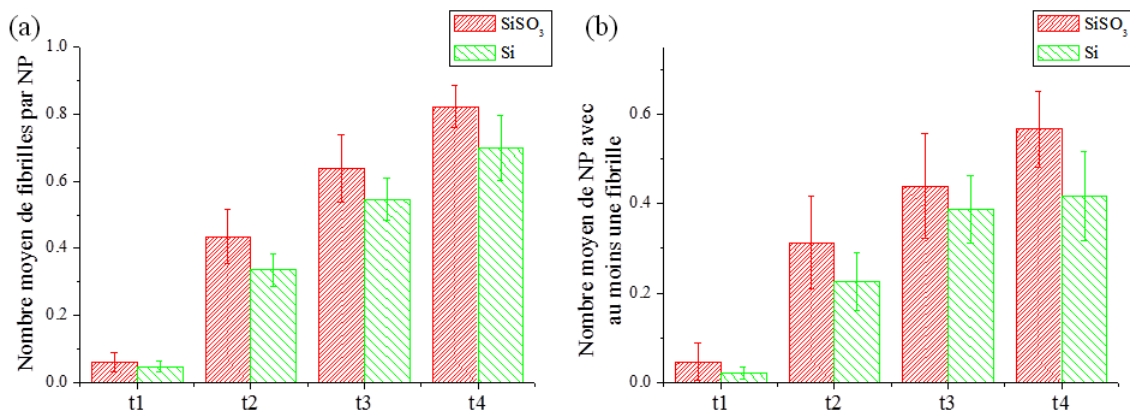 (a)
SiSO₃
Si
Nombre moyen de fibrilles par NP
1.0
0.8
0.6
0.4
0.2
0.0
t1 t2 t3 t4
(b)
SiSO₃
Si
Nombre moyen de NP avec
au moins une fibrille
0.6
0.4
0.2
0.0
t1 t2 t3 t4